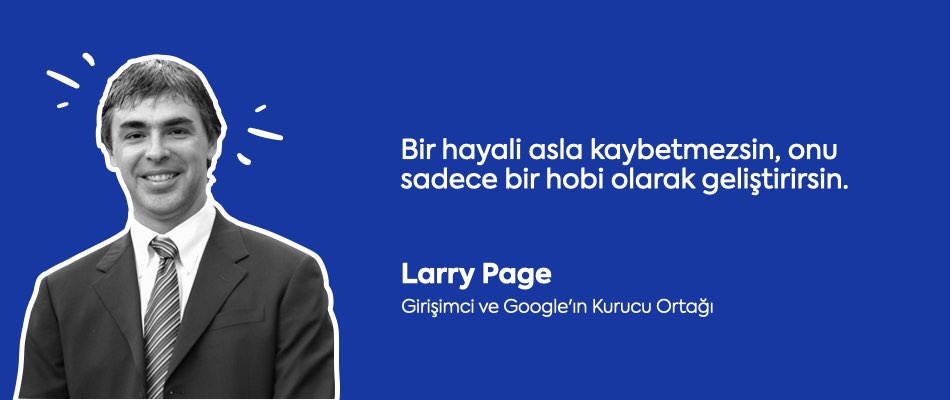 Bir hayali asla kaybetmezsin, onu
sadece bir hobi olarak geliştirirsin.
Larry Page
Girişimci ve Google'ın Kurucu Ortağı